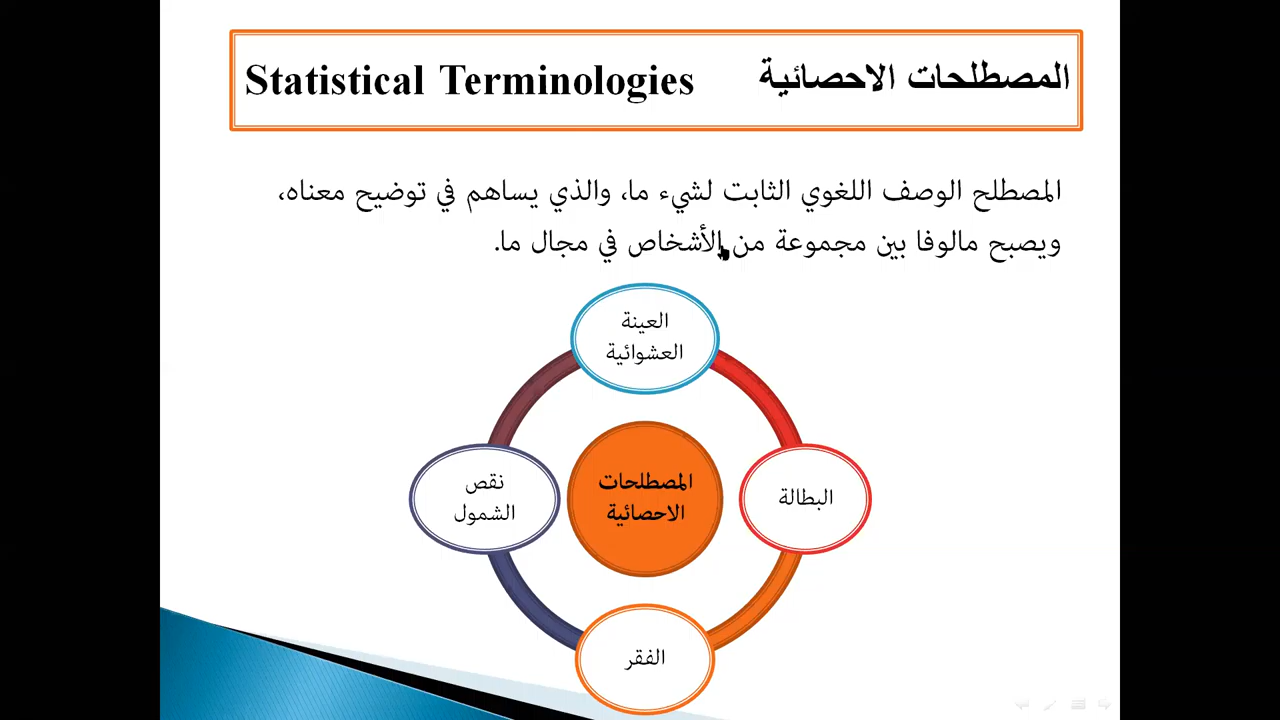 المصطلحات الاحصائية Statistical Terminologies
المصطلح الوصف اللغوي الثابت لشيء ما، والذي يساهم في توضيح معناه،
ويصبح مالوفا بين مجموعة من الأشخاص في مجال ما.
العينة
العشوائية
البطالة
المصطلحات
الاحصائية
نقص
الشمول
الفقر